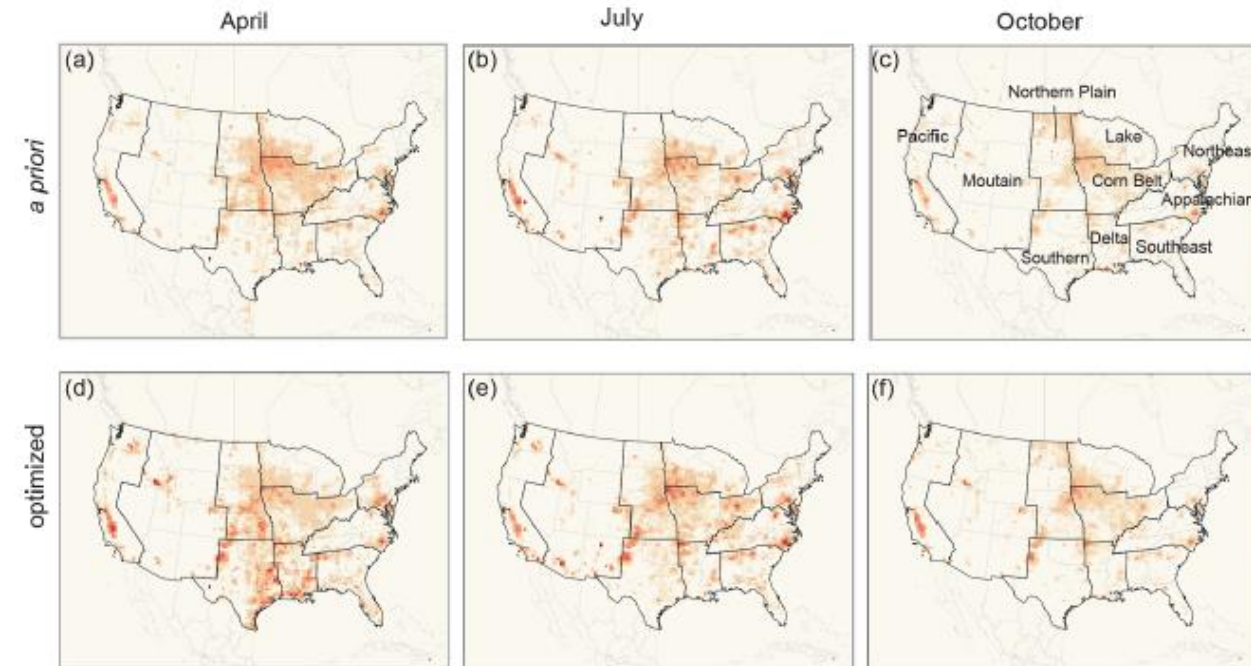 April
July
October
a priori
(a)
(b)
(c)
Northern Plain
Pacific
Lake
Northeas
Moutain
Corn Belt
Appalachian
Delta
Southeast
Southern
optimized
(d)
(e)
(f)